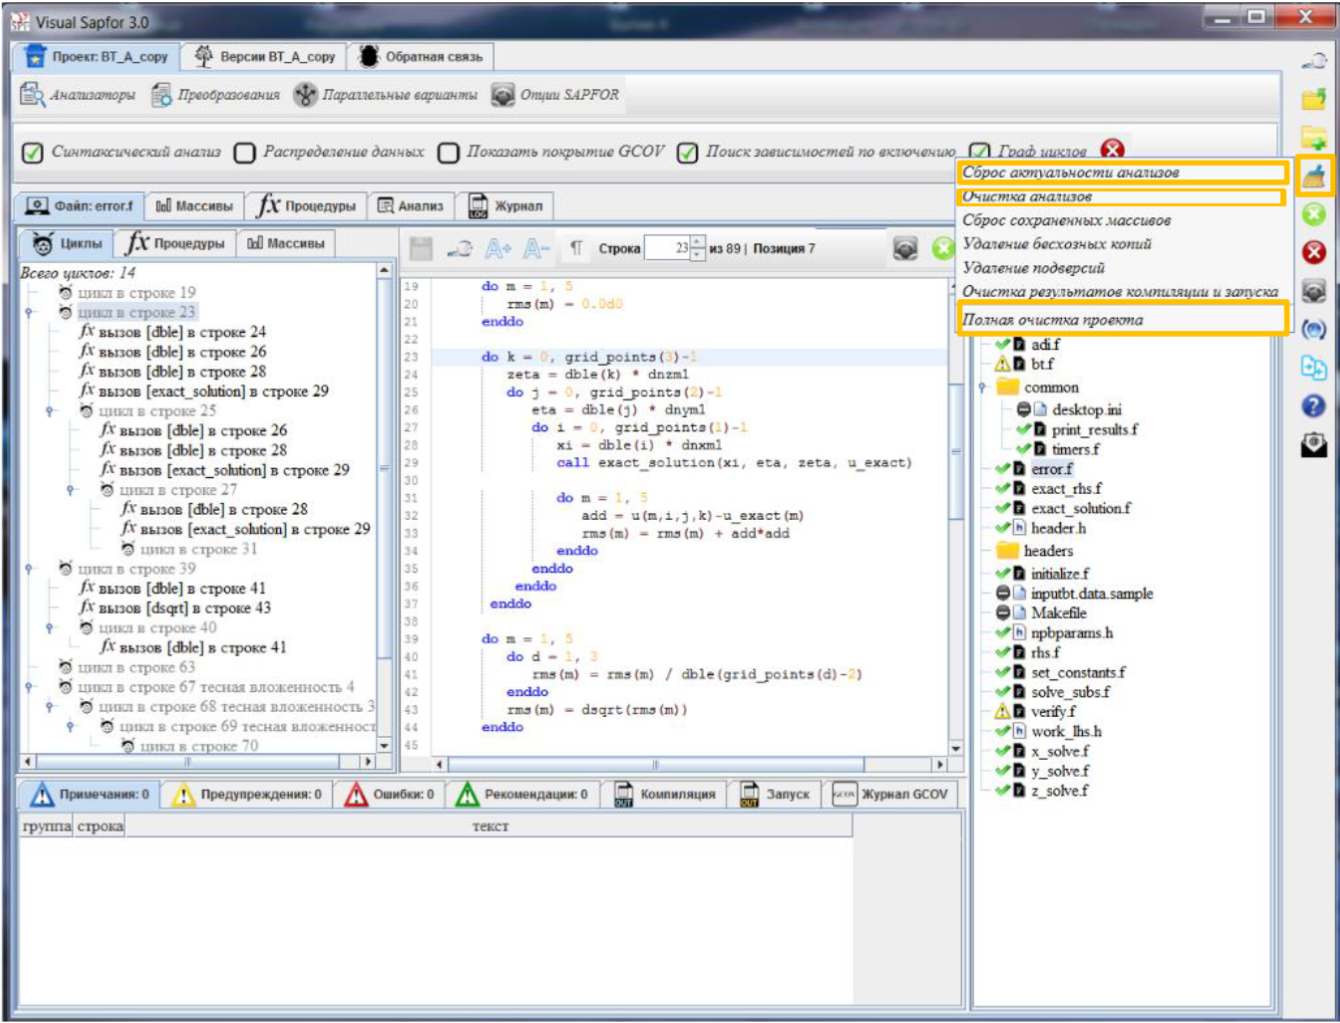 Visual Sapfor 3.0
Проект: BT_A_copy
Версии BT_A_copy
Обратная связь
Анализаторы
Преобразования
Параллельные варианты
Опции SAPFOR
Синтаксический анализ
Распределение данных
Показать покрытие GCOV
Поиск зависимостей по включению
Граф циклов
Сброс актуальности анализов
Очистка анализов
Сброс сохраненных массивов
Удаление бесхозных копий
Удаление подверсий
Очистка результатов компиляции и запуска
Полная очистка проекта
Файл: error.f
Массивы
fx Процедуры
Анализ
Журнал
Циклы
fx Процедуры
Массивы
Строка 23 из 89 | Позиция 7
Всего циклов: 14
цикл в строке 19
цикл в строке 23
fx вызов [dble] в строке 24
fx вызов [dble] в строке 26
fx вызов [dble] в строке 28
fx вызов [exact_solution] в строке 29
цикл в строке 25
fx вызов [dble] в строке 26
fx вызов [dble] в строке 28
fx вызов [exact_solution] в строке 29
цикл в строке 27
fx вызов [dble] в строке 28
fx вызов [exact_solution] в строке 29
цикл в строке 31
цикл в строке 39
fx вызов [dble] в строке 41
fx вызов [dsqrt] в строке 43
цикл в строке 40
fx вызов [dble] в строке 41
цикл в строке 63
цикл в строке 67 тесная вложенность 4
цикл в строке 68 тесная вложенность 3
цикл в строке 69 тесная вложенност
цикл в строке 70
19 do m = 1, 5
20 rms(m) = 0.0d0
21 enddo
22
23 do k = 0, grid_points(3)-1
24 zeta = dble(k) * dnzm1
25 do j = 0, grid_points(2)-1
26 eta = dble(j) * dnym1
27 do i = 0, grid_points(1)-1
28 xi = dble(i) * dnxm1
29 call exact_solution(xi, eta, zeta, u_exact)
30
31 do m = 1, 5
32 add = u(m,i,j,k)-u_exact(m)
33 rms(m) = rms(m) + add*add
34 enddo
35 enddo
36 enddo
37 enddo
38
39 do m = 1, 5
40 do d = 1, 3
41 rms(m) = rms(m) / dble(grid_points(d)-2)
42 enddo
43 rms(m) = dsqrt(rms(m))
44 enddo
45
adi.f
bt.f
common
desktop.ini
print_results.f
timers.f
error.f
exact_rhs.f
exact_solution.f
header.h
headers
initialize.f
inputbt.data.sample
Makefile
npbparams.h
rhs.f
set_constants.f
solve_subs.f
verify.f
work_lhs.h
x_solve.f
y_solve.f
z_solve.f
Примечания: 0
Предупреждения: 0
Ошибки: 0
Рекомендации: 0
Компиляция
Запуск
Журнал GCOV
группа строка текст